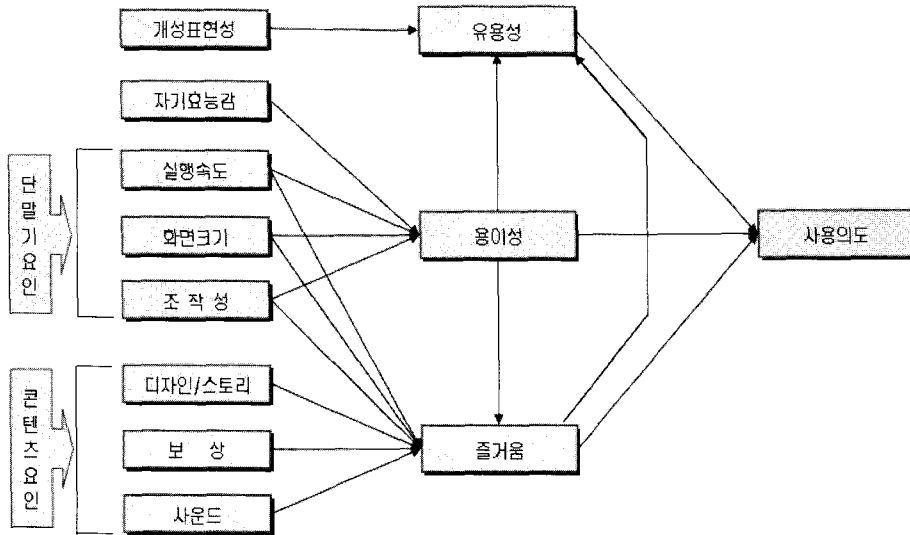 개성표현성
유용성
자기효능감
단말기요인
실행속도
화면크기
용이성
사용의도
조 작 성
콘텐츠요인
디자인/스토리
보 상
즐거움
사운드